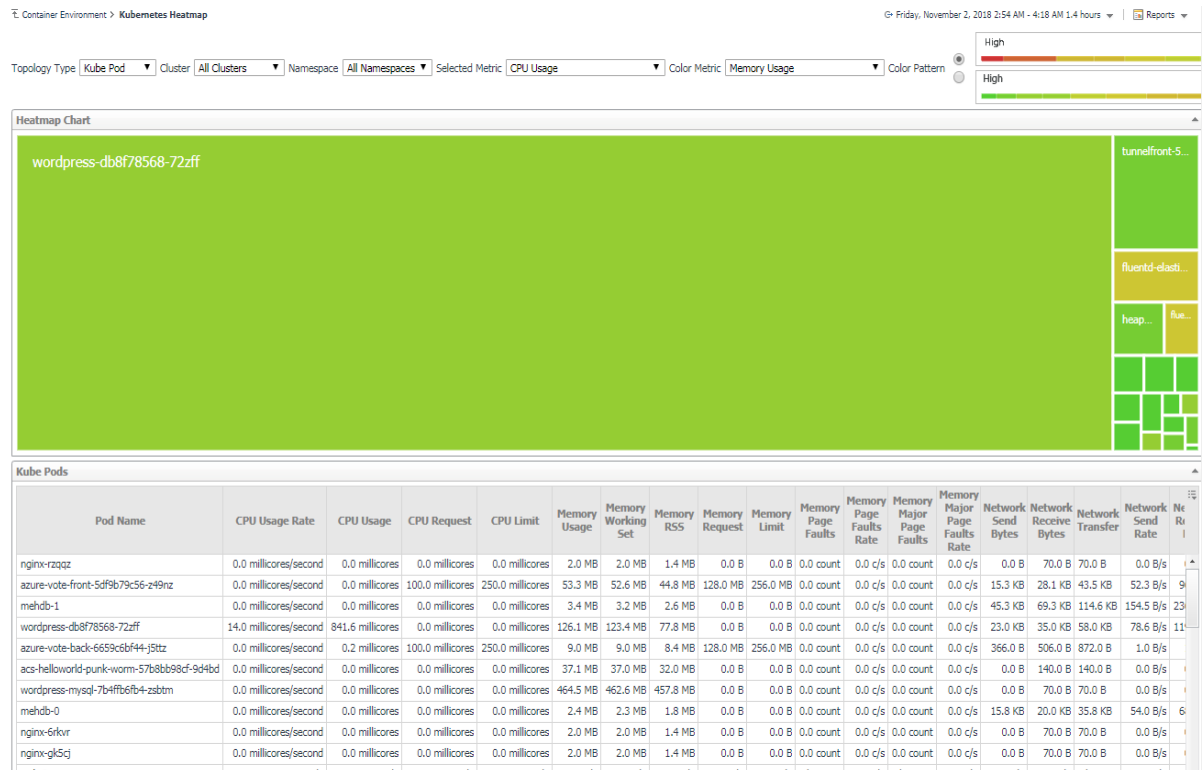 Container Environment > Kubernetes Heatmap
Friday, November 2, 2018 2:54 AM - 4:18 AM 1.4 hours
Reports
Topology Type Kube Pod Cluster All Clusters Namespace All Namespaces Selected Metric CPU Usage Color Metric Memory Usage Color Pattern
High
High
Heatmap Chart
wordpress-db8f78568-72zff
tunnelfront-5...
fluentd-elasti...
heap...
flue...
Kube Pods
Pod Name CPU Usage Rate CPU Usage CPU Request CPU Limit Memory Usage Memory Working Set Memory RSS Memory Request Memory Limit Memory Page Faults Memory Page Faults Rate Memory Major Page Faults Memory Major Page Faults Rate Network Send Bytes Network Receive Bytes Network Transfer Network Send Rate
nginx-rzqqz 0.0 millicores/second 0.0 millicores 0.0 millicores 0.0 millicores 2.0 MB 2.0 MB 1.4 MB 0.0 B 0.0 B 0.0 count 0.0 c/s 0.0 count 0.0 c/s 0.0 B 70.0 B 70.0 B 0.0 B/s
azure-vote-front-5df9b79c56-z49nz 0.0 millicores/second 0.0 millicores 100.0 millicores 250.0 millicores 53.3 MB 52.6 MB 44.8 MB 128.0 MB 256.0 MB 0.0 count 0.0 c/s 0.0 count 0.0 c/s 15.3 KB 28.1 KB 43.5 KB 52.3 B/s
mehdb-1 0.0 millicores/second 0.0 millicores 0.0 millicores 0.0 millicores 3.4 MB 3.2 MB 2.6 MB 0.0 B 0.0 B 0.0 count 0.0 c/s 0.0 count 0.0 c/s 45.3 KB 69.3 KB 114.6 KB 154.5 B/s
wordpress-db8f78568-72zff 14.0 millicores/second 841.6 millicores 0.0 millicores 0.0 millicores 126.1 MB 123.4 MB 77.8 MB 0.0 B 0.0 B 0.0 count 0.0 c/s 0.0 count 0.0 c/s 23.0 KB 35.0 KB 58.0 KB 78.6 B/s
azure-vote-back-6659c6bf44-j5ttz 0.0 millicores/second 0.2 millicores 100.0 millicores 250.0 millicores 9.0 MB 9.0 MB 8.4 MB 128.0 MB 256.0 MB 0.0 count 0.0 c/s 0.0 count 0.0 c/s 366.0 B 506.0 B 872.0 B 1.0 B/s
acs-helloworld-punk-worm-57b8bb98cf-9d4bd 0.0 millicores/second 0.0 millicores 0.0 millicores 0.0 millicores 37.1 MB 37.0 MB 32.0 MB 0.0 B 0.0 B 0.0 count 0.0 c/s 0.0 count 0.0 c/s 0.0 B 140.0 B 140.0 B 0.0 B/s
wordpress-mysql-7b4ffb6fb4-zsbtm 0.0 millicores/second 0.0 millicores 0.0 millicores 0.0 millicores 464.5 MB 462.6 MB 457.8 MB 0.0 B 0.0 B 0.0 count 0.0 c/s 0.0 count 0.0 c/s 0.0 B 70.0 B 70.0 B 0.0 B/s
mehdb-0 0.0 millicores/second 0.0 millicores 0.0 millicores 0.0 millicores 2.4 MB 2.3 MB 1.8 MB 0.0 B 0.0 B 0.0 count 0.0 c/s 0.0 count 0.0 c/s 15.8 KB 20.0 KB 35.8 KB 54.0 B/s
nginx-6rkvr 0.0 millicores/second 0.0 millicores 0.0 millicores 0.0 millicores 2.0 MB 2.0 MB 1.4 MB 0.0 B 0.0 B 0.0 count 0.0 c/s 0.0 count 0.0 c/s 0.0 B 70.0 B 70.0 B 0.0 B/s
nginx-gk5cj 0.0 millicores/second 0.0 millicores 0.0 millicores 0.0 millicores 2.0 MB 2.0 MB 1.4 MB 0.0 B 0.0 B 0.0 count 0.0 c/s 0.0 count 0.0 c/s 0.0 B 70.0 B 70.0 B 0.0 B/s